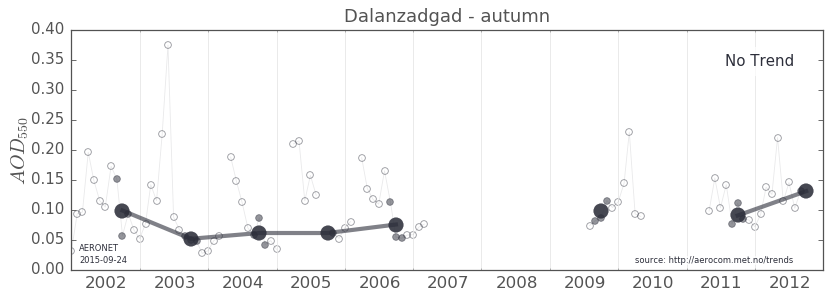 Dalanzadgad - autumn
No Trend
0.40
0.35
0.30
0.25
0.20
0.15
0.10
0.05
0.00
AOD550
AERONET
2015-09-24
source: http://aerocom.met.no/trends
2002 2003 2004 2005 2006 2007 2008 2009 2010 2011 2012